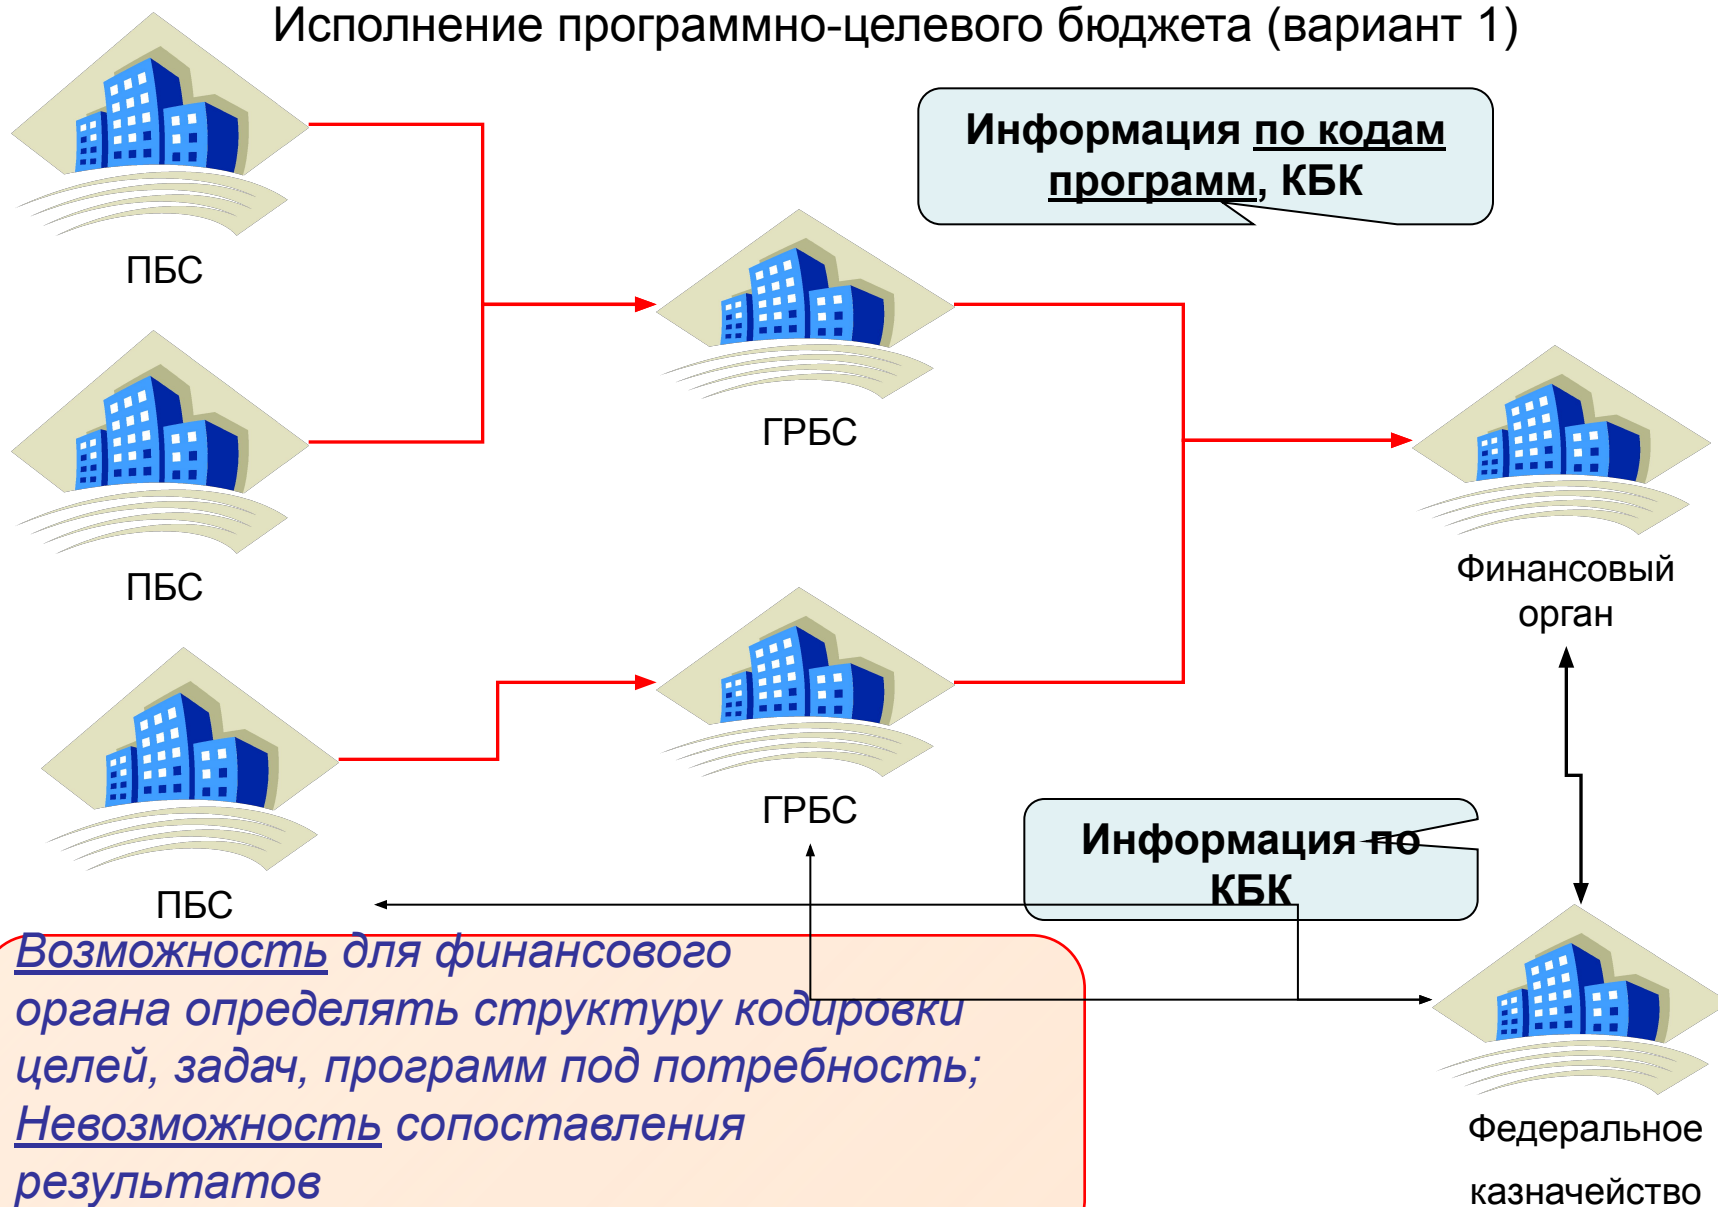 Исполнение программно-целевого бюджета (вариант 1)
Информация по кодам
программ, КБК
ПБС
ГРБС
ПБС
Финансовый
орган
ГРБС
Информация по
КБК
ПБС
Возможность для финансового
органа определять структуру кодировки
целей, задач, программ под потребность;
Невозможность сопоставления
результатов
Федеральное
казначейство